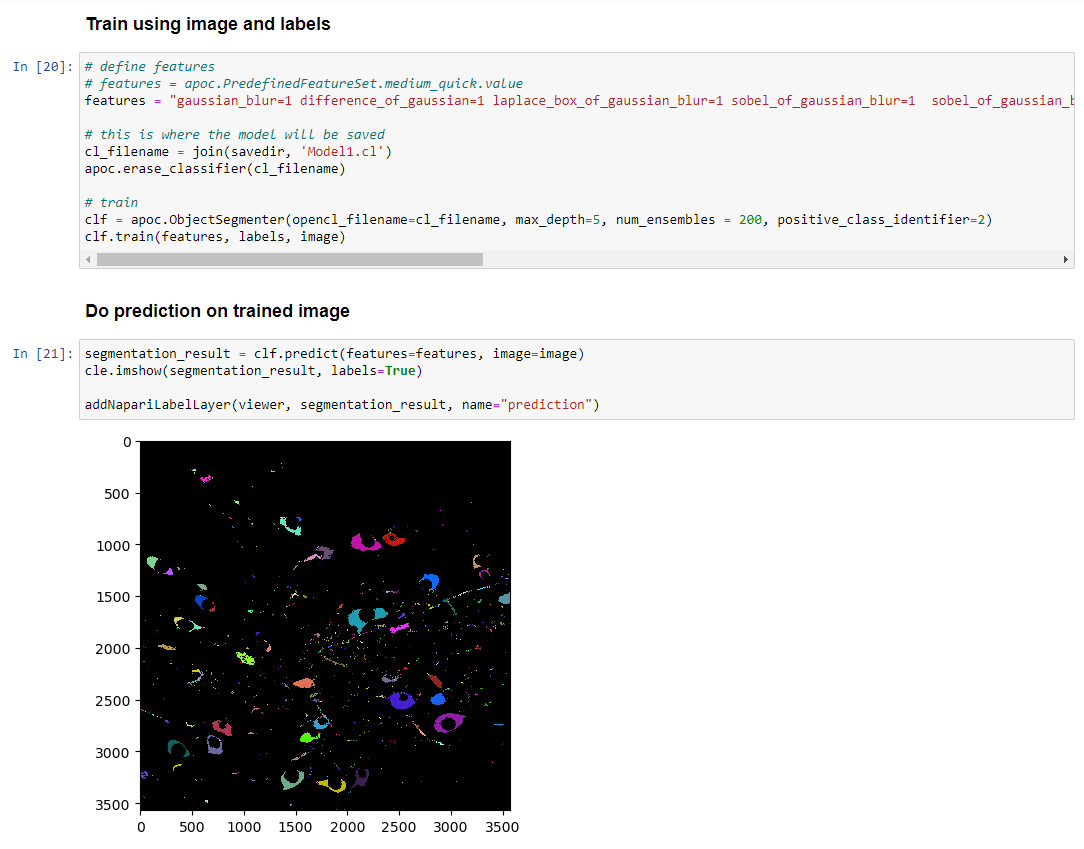 Train using image and labels
In [20]:
# define features
# features = apoc.PredefinedFeatureSet.medium_quick.value
features = "gaussian_blur=1 difference_of_gaussian=1 laplace_box_of_gaussian_blur=1 sobel_of_gaussian_blur=1  sobel_of_gaussian_b
# this is where the model will be saved
cl_filename = join(savedir, 'Model1.cl')
apoc.erase_classifier(cl_filename)
# train
clf = apoc.ObjectSegmenter(opencl_filename=cl_filename, max_depth=5, num_ensembles = 200, positive_class_identifier=2)
clf.train(features, labels, image)
Do prediction on trained image
In [21]:
segmentation_result = clf.predict(features=features, image=image)
cle.imshow(segmentation_result, labels=True)
addNapariLabelLayer(viewer, segmentation_result, name="prediction")
0
500
1000
1500
2000
2500
3000
3500
0 500 1000 1500 2000 2500 3000 3500